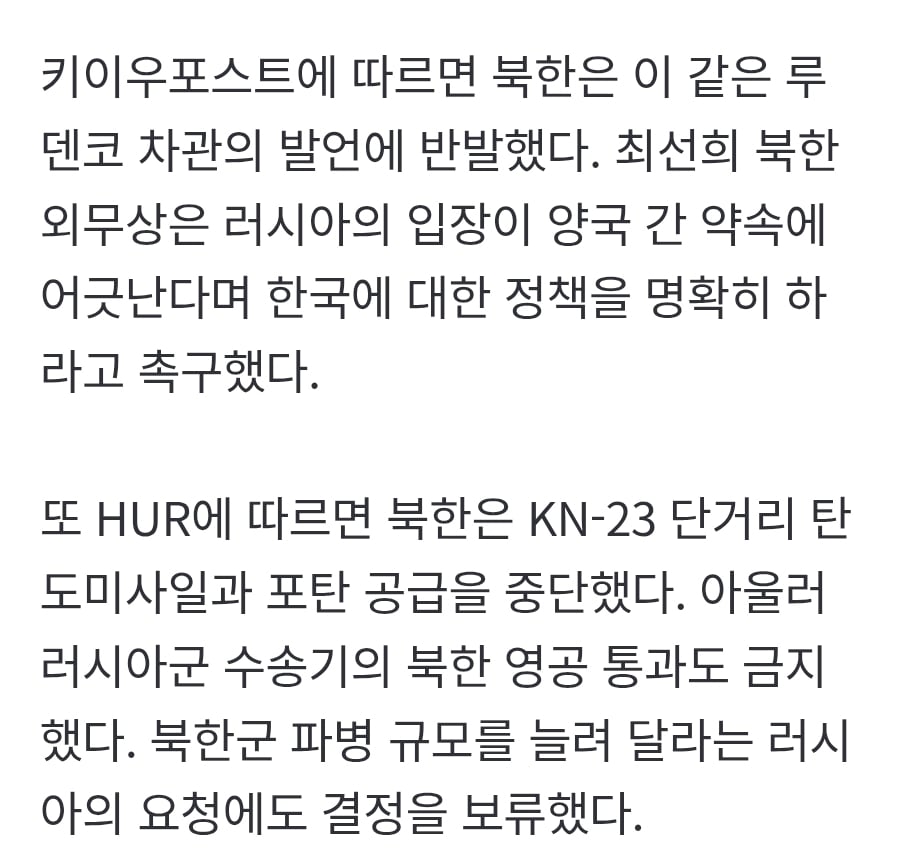 키이우포스트에 따르면 북한은 이 같은 루
덴코 차관의 발언에 반발했다. 최선희 북한
외무상은 러시아의 입장이 양국 간 약속에
어긋난다며 한국에 대한 정책을 명확히 하
라고 촉구했다.
또 HUR에 따르면 북한은 KN-23 단거리 탄
도미사일과 포탄 공급을 중단했다. 아울러
러시아군 수송기의 북한 영공 통과도 금지
했다. 북한군 파병 규모를 늘려 달라는 러시
아의 요청에도 결정을 보류했다.